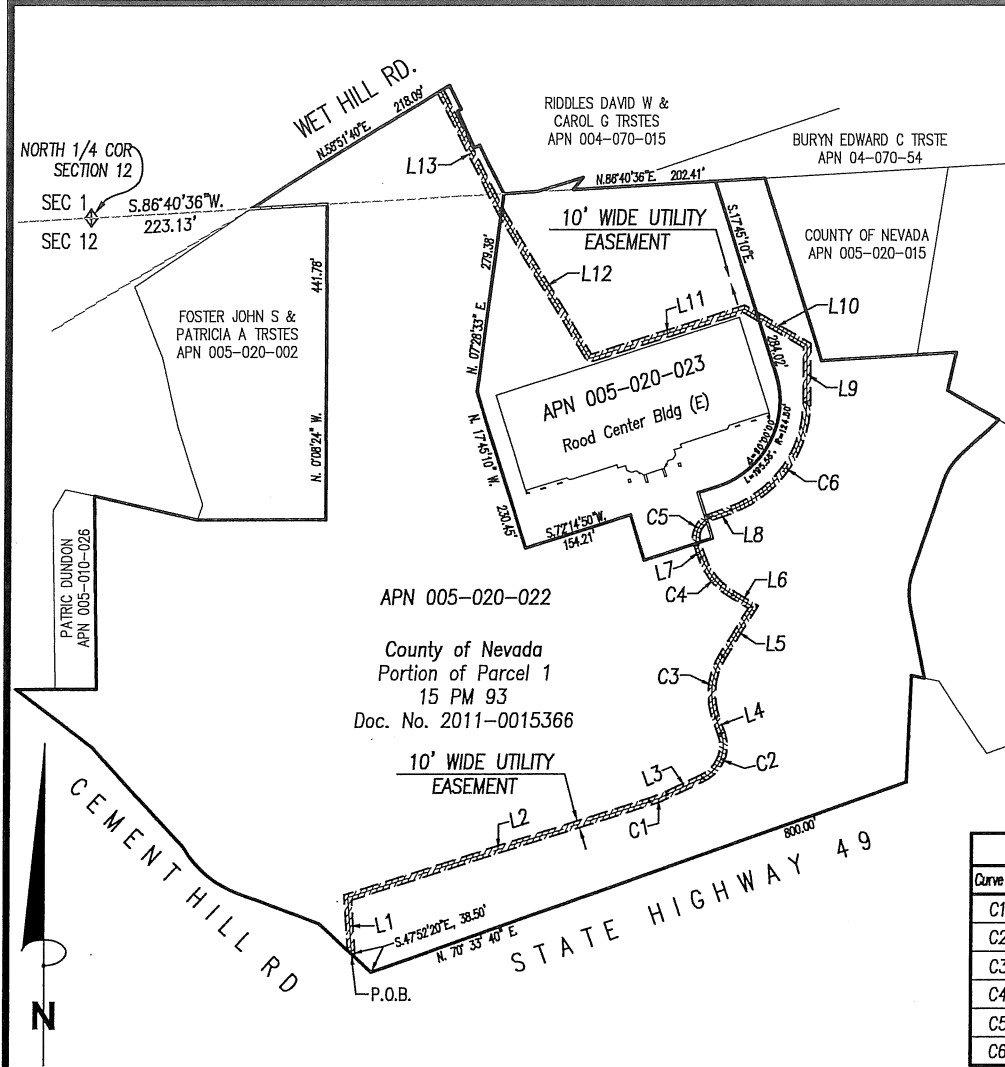 WET HILL RD.
N.58°51'40"E.
218.09'
RIDDLES DAVID W &
CAROL G TRSTES
APN 004-070-015
BURYN EDWARD C TRSTE
APN 04-070-54
NORTH 1/4 COR
SECTION 12
SEC 1
SEC 12
S.86°40'36"W.
223.13'
L13
N.86°40'36"E. 202.41'
10' WIDE UTILITY
EASEMENT
S.17°45'10"E
COUNTY OF NEVADA
APN 005-020-015
279.38'
N. 07°28'33" E.
441.78'
N. 0°08'24" W.
FOSTER JOHN S &
PATRICIA A TRSTES
APN 005-020-002
L12
L11
L10
284.02'
L9
APN 005-020-023
Rood Center Bldg (E)
L=195.56', R=124.50'
C6
N. 17°45'10" W.
230.45'
S.72°14'50"W.
154.21'
C5
L8
L7
C4
L6
L5
PATRIC DUNDON
APN 005-010-026
APN 005-020-022
County of Nevada
Portion of Parcel 1
15 PM 93
Doc. No. 2011-0015366
C3
L4
C2
10' WIDE UTILITY
EASEMENT
L3
L2
C1
CEMENT HILL RD
L1
S.47°52'20"E, 38.50'
N. 70° 33' 40" E.
800.00'
STATE HIGHWAY 49
P.O.B.
N
Curve
C1
C2
C3
C4
C5
C6